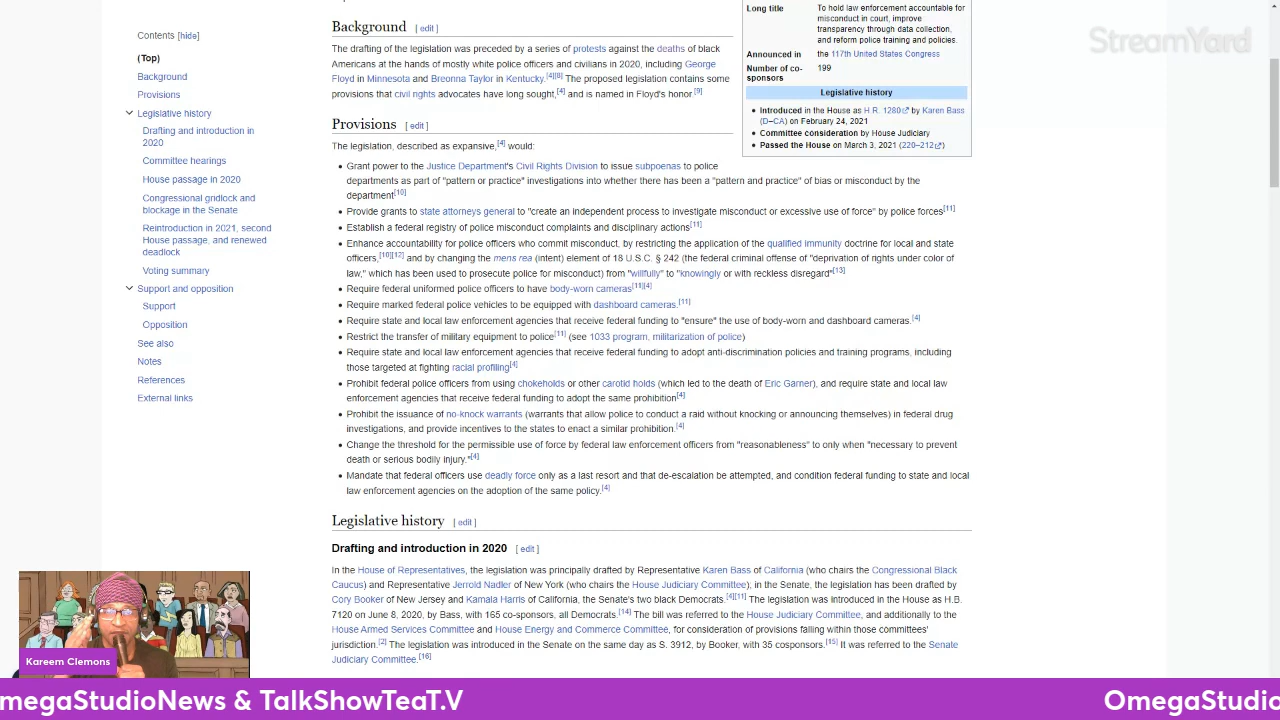 Contents [hide]
(Top)
Background
Provisions
Legislative history
Drafting and introduction in
2020
Committee hearings
House passage in 2020
Congressional gridlock and
blockage in the Senate
Reintroduction in 2021, second
House passage, and renewed
deadlock
Voting summary
Support and opposition
Support
Opposition
See also
Notes
References
External links
Background [ edit ]
The drafting of the legislation was preceded by a series of protests against the deaths of black
Americans at the hands of mostly white police officers and civilians in 2020, including George
Floyd in Minnesota and Breonna Taylor in Kentucky.[4][8] The proposed legislation contains some
provisions that civil rights advocates have long sought,[4] and is named in Floyd's honor.[9]
Long title To hold law enforcement accountable for
misconduct in court, improve
transparency through data collection,
and reform police training and policies.
Announced in the 117th United States Congress
Number of co-
sponsors 199
Legislative history
• Introduced in the House as H.R. 1280 by Karen Bass
(D–CA) on February 24, 2021
• Committee consideration by House Judiciary
• Passed the House on March 3, 2021 (220–212)
Provisions [ edit ]
The legislation, described as expansive,[4] would:
• Grant power to the Justice Department's Civil Rights Division to issue subpoenas to police
departments as part of "pattern or practice" investigations into whether there has been a "pattern and practice" of bias or misconduct by the
department[10]
• Provide grants to state attorneys general to "create an independent process to investigate misconduct or excessive use of force" by police forces[11]
• Establish a federal registry of police misconduct complaints and disciplinary actions[11]
• Enhance accountability for police officers who commit misconduct, by restricting the application of the qualified immunity doctrine for local and state
officers,[10][12] and by changing the mens rea (intent) element of 18 U.S.C. § 242 (the federal criminal offense of "deprivation of rights under color of
law," which has been used to prosecute police for misconduct) from "willfully" to "knowingly or with reckless disregard"[13]
• Require federal uniformed police officers to have body-worn cameras[11][4]
• Require marked federal police vehicles to be equipped with dashboard cameras.[11]
• Require state and local law enforcement agencies that receive federal funding to "ensure" the use of body-worn and dashboard cameras.[4]
• Restrict the transfer of military equipment to police[11] (see 1033 program, militarization of police)
• Require state and local law enforcement agencies that receive federal funding to adopt anti-discrimination policies and training programs, including
those targeted at fighting racial profiling[4]
• Prohibit federal police officers from using chokeholds or other carotid holds (which led to the death of Eric Garner), and require state and local law
enforcement agencies that receive federal funding to adopt the same prohibition[4]
• Prohibit the issuance of no-knock warrants (warrants that allow police to conduct a raid without knocking or announcing themselves) in federal drug
investigations, and provide incentives to the states to enact a similar prohibition.[4]
• Change the threshold for the permissible use of force by federal law enforcement officers from "reasonableness" to only when "necessary to prevent
death or serious bodily injury."[4]
• Mandate that federal officers use deadly force only as a last resort and that de-escalation be attempted, and condition federal funding to state and local
law enforcement agencies on the adoption of the same policy.[4]
Legislative history [ edit ]
Drafting and introduction in 2020 [ edit ]
In the House of Representatives, the legislation was principally drafted by Representative Karen Bass of California (who chairs the Congressional Black
Caucus) and Representative Jerrold Nadler of New York (who chairs the House Judiciary Committee); in the Senate, the legislation has been drafted by
Cory Booker of New Jersey and Kamala Harris of California, the Senate's two black Democrats.[4][11] The legislation was introduced in the House as H.B.
7120 on June 8, 2020, by Bass, with 165 co-sponsors, all Democrats.[14] The bill was referred to the House Judiciary Committee, and additionally to the
House Armed Services Committee and House Energy and Commerce Committee, for consideration of provisions falling within those committees'
jurisdiction.[2] The legislation was introduced in the Senate on the same day as S. 3912, by Booker, with 35 cosponsors.[15] It was referred to the Senate
Judiciary Committee.[16]
StreamYard
Kareem Clemons
megaStudioNews & TalkShowTeaT.V
OmegaStudio